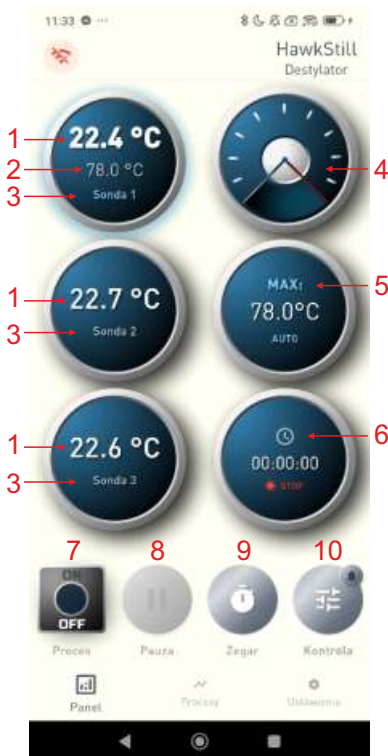 11:33
HawkStill
Destylator
1 22.4 °C
2 78.0 °C
3 Sonda 1
4
1 22.7 °C
3 Sonda 2
MAX: 5
78.0°C
AUTO
1 22.6 °C
3 Sonda 3
6
00:00:00
STOP
7 8 9 10
ON
OFF
Proces Pauza Zegar Kontrola
Panel Procesy Ustawienia